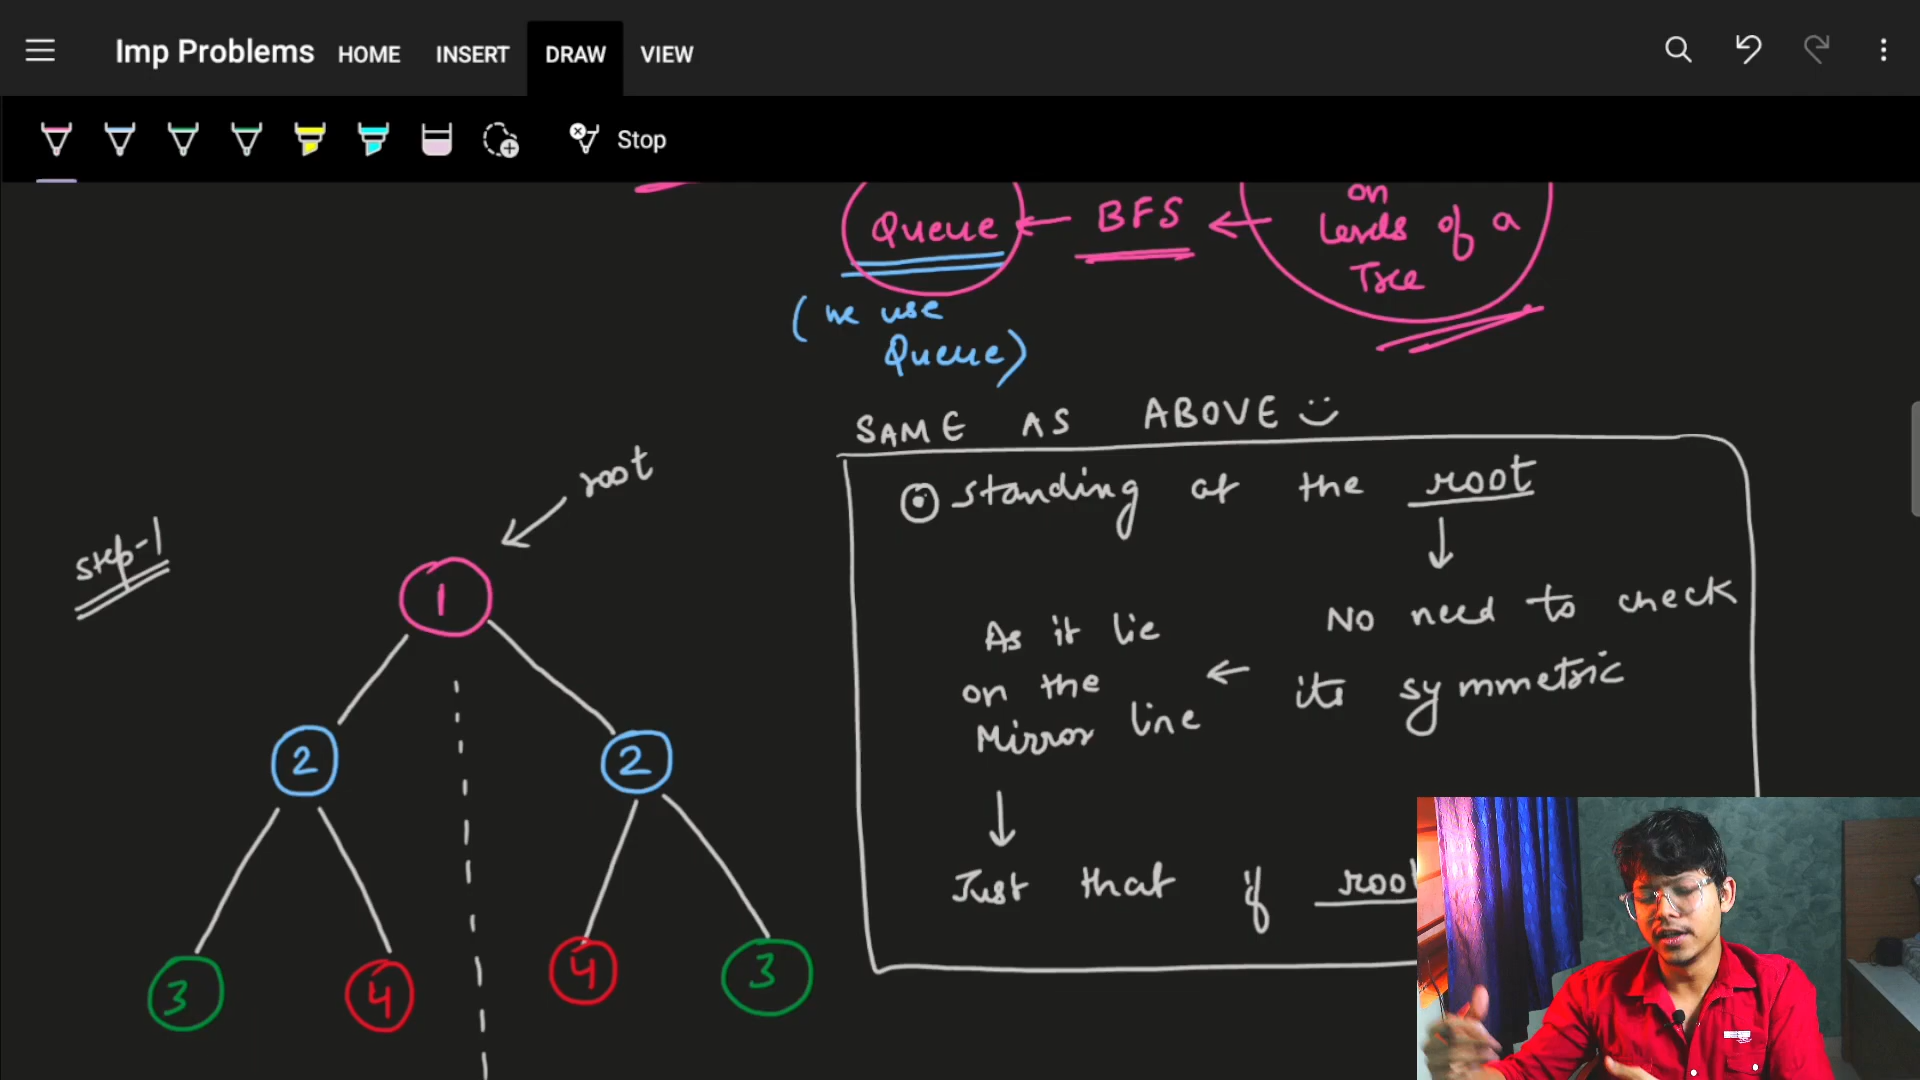 Imp Problems HOME INSERT DRAW VIEW
Stop
on
Levels of a
Tree
BFS
Queue
(we use
Queue)
SAME AS ABOVE
root
step-1
standing at the root
No need to check
its symmetric
As it lie
on the
Mirror line
Just that if root
1
2 2
3 4 4 3